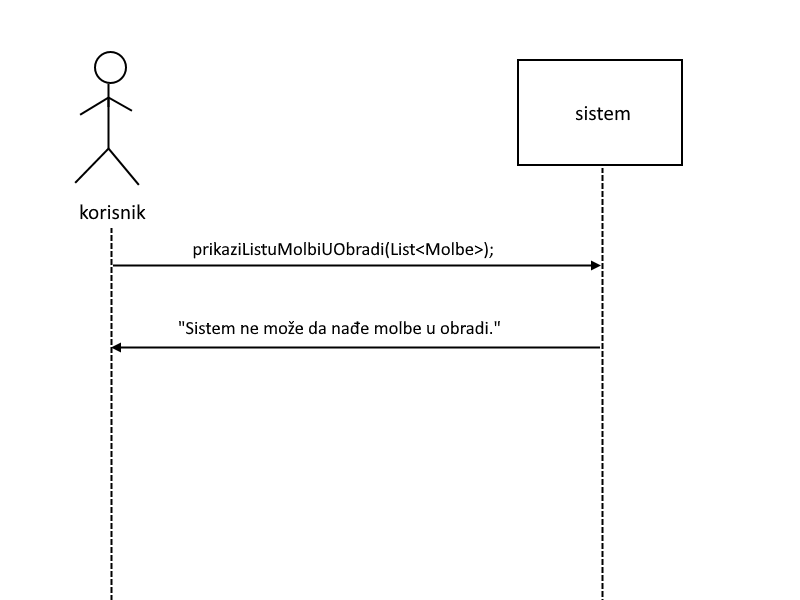 sistem
korisnik
prikaziListuMolbiUObradi(List<Molbe>);
"Sistem ne može da nađe molbe u obradi."